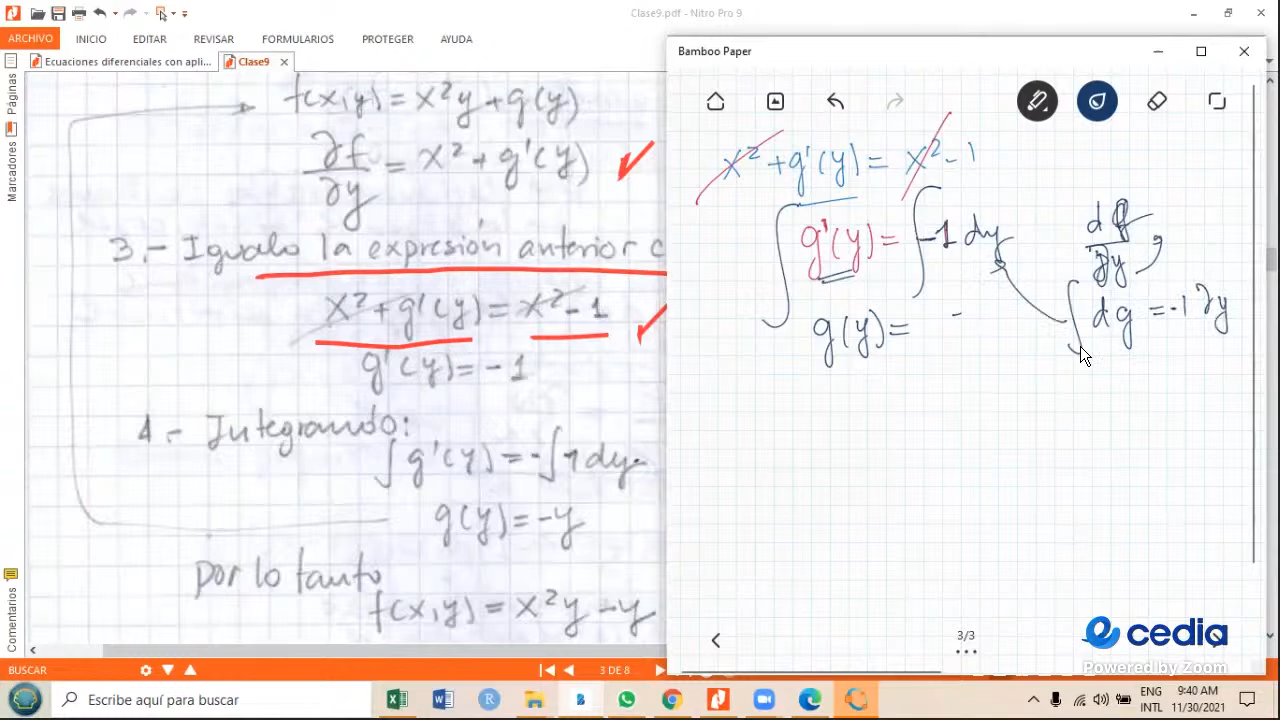 Clase9.pdf - Nitro Pro 9
ARCHIVO INICIO EDITAR REVISAR FORMULARIOS PROTEGER AYUDA
Ecuaciones diferenciales con apli... Clase9
Páginas
Marcadores
Comentarios
f(x,y) = x²y + g(y)
∂f/∂y = x² + g'(y)
3.- Igualo la expresión anterior c
x² + g'(y) = x² - 1
g'(y) = -1
4.- Integrando:
∫ g'(y) = -∫ 1 dy
g(y) = -y
por lo tanto
f(x,y) = x²y - y
BUSCAR
3 DE 8
Bamboo Paper
x² + g'(y) = x² - 1
∫ g'(y) = ∫ -1 dy
g(y) = -
dg/∂y
∫ dg = -1 ∂y
3/3
cedia
Powered by Zoom
Escribe aquí para buscar
ENG
INTL
9:40 AM
11/30/2021